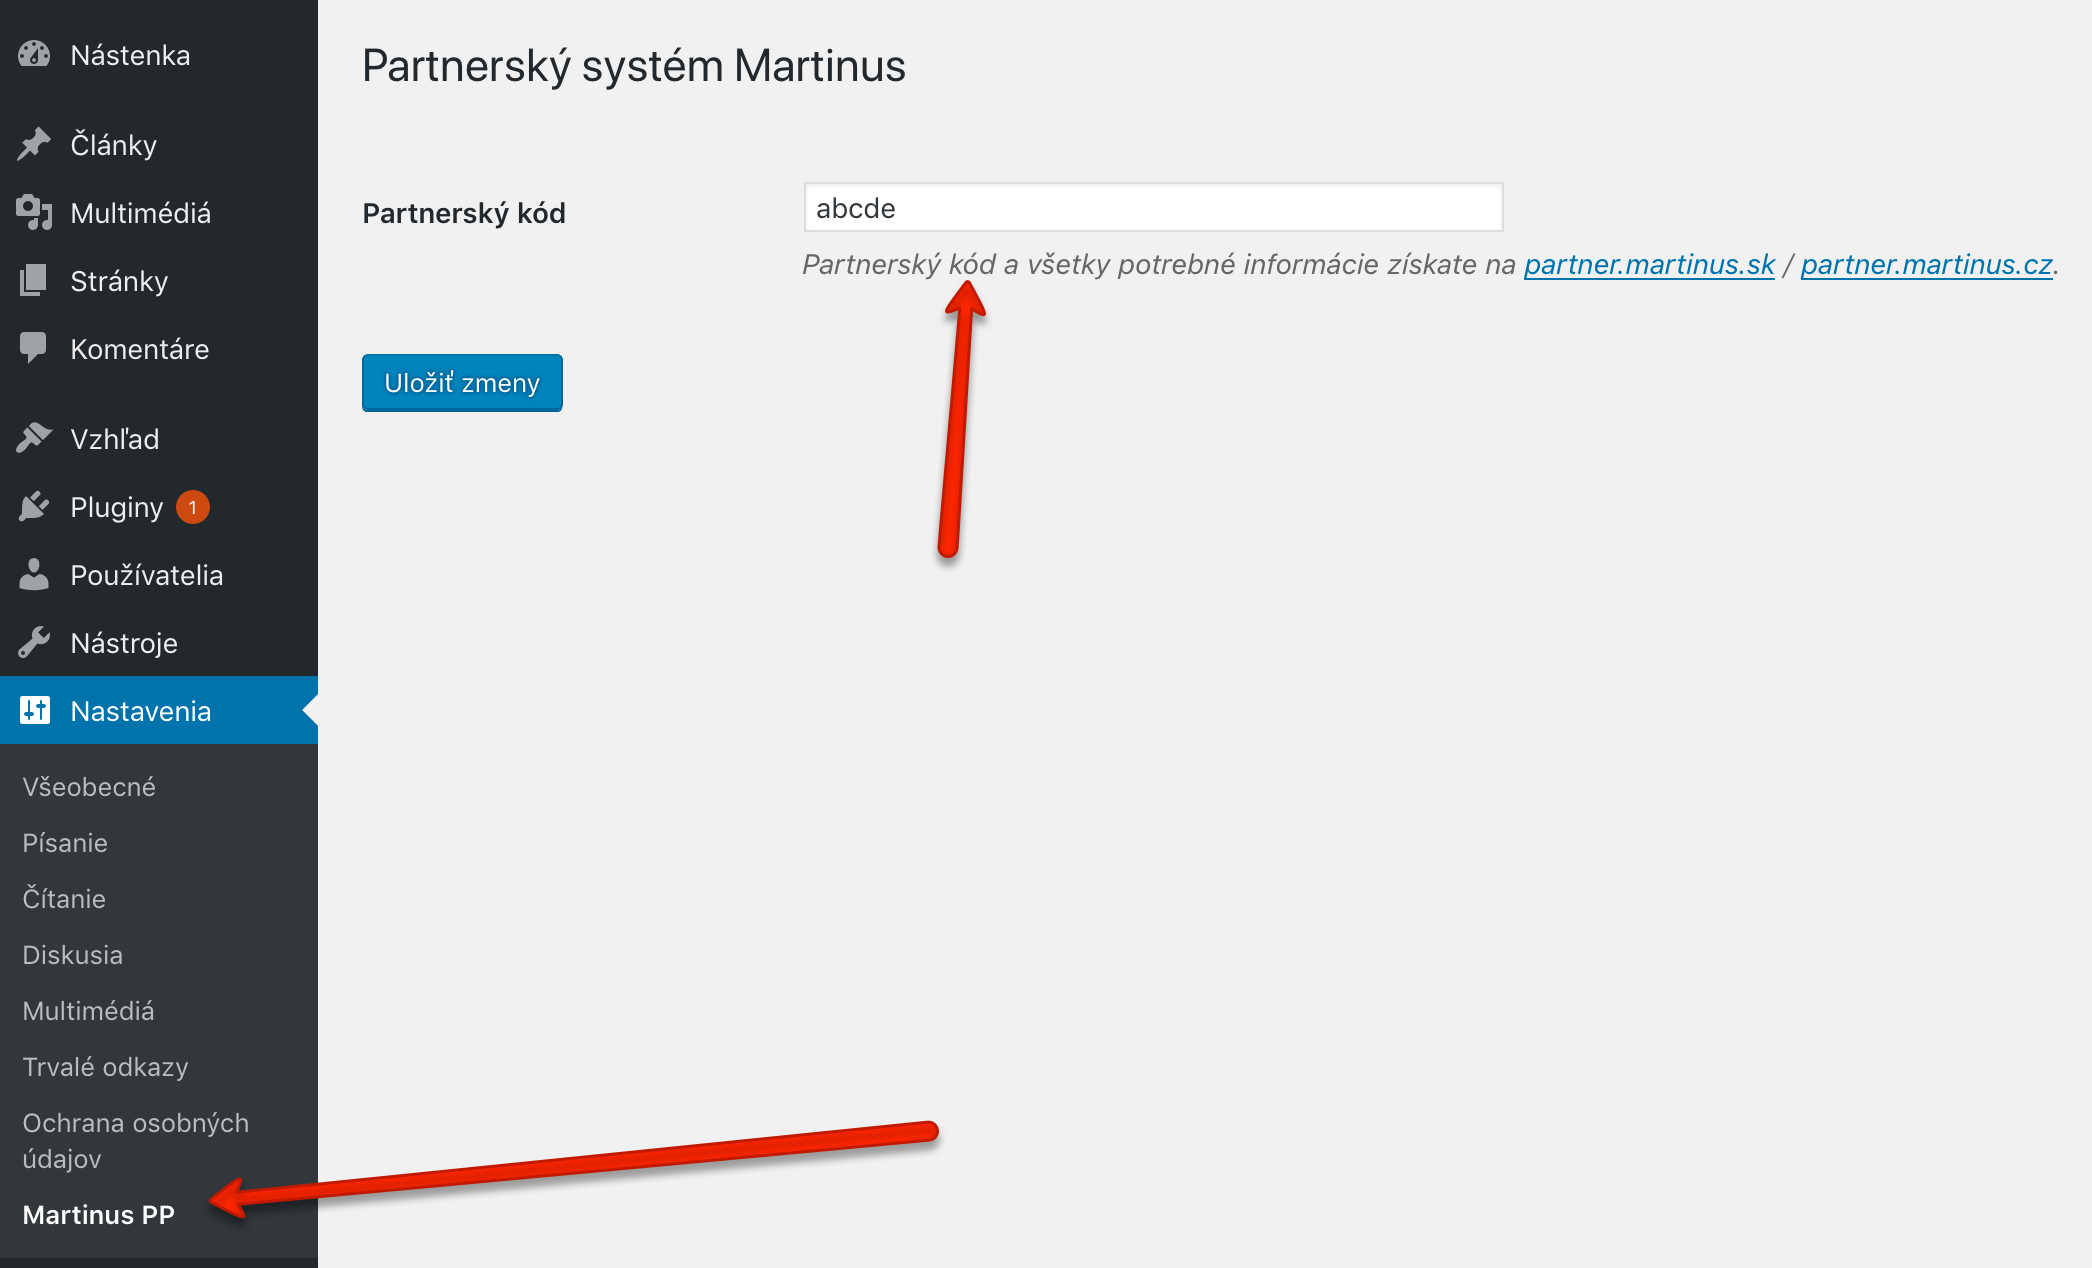 Nástenka
Články
Multimédiá
Stránky
Komentáre
Vzhľad
Pluginy 1
Používatelia
Nástroje
Nastavenia
Všeobecné
Písanie
Čítanie
Diskusia
Multimédiá
Trvalé odkazy
Ochrana osobných
údajov
Martinus PP
Partnerský systém Martinus
Partnerský kód
abcde
Partnerský kód a všetky potrebné informácie získate na partner.martinus.sk / partner.martinus.cz.
Uložiť zmeny